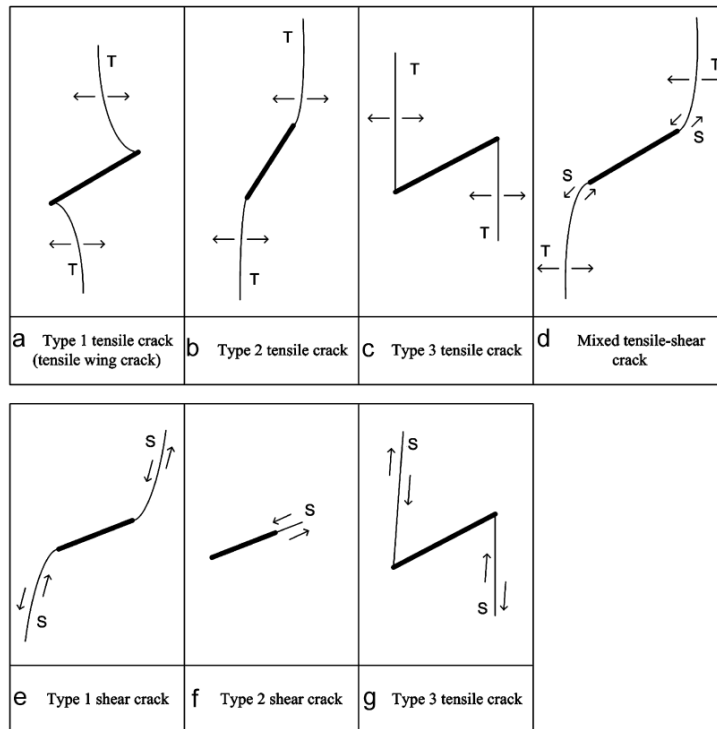 T
T
a Type 1 tensile crack
(tensile wing crack)
T
T
b Type 2 tensile crack
T
T
c Type 3 tensile crack
T
S
S
T
d Mixed tensile-shear
crack
S
S
e Type 1 shear crack
S
f Type 2 shear crack
S
S
g Type 3 tensile crack